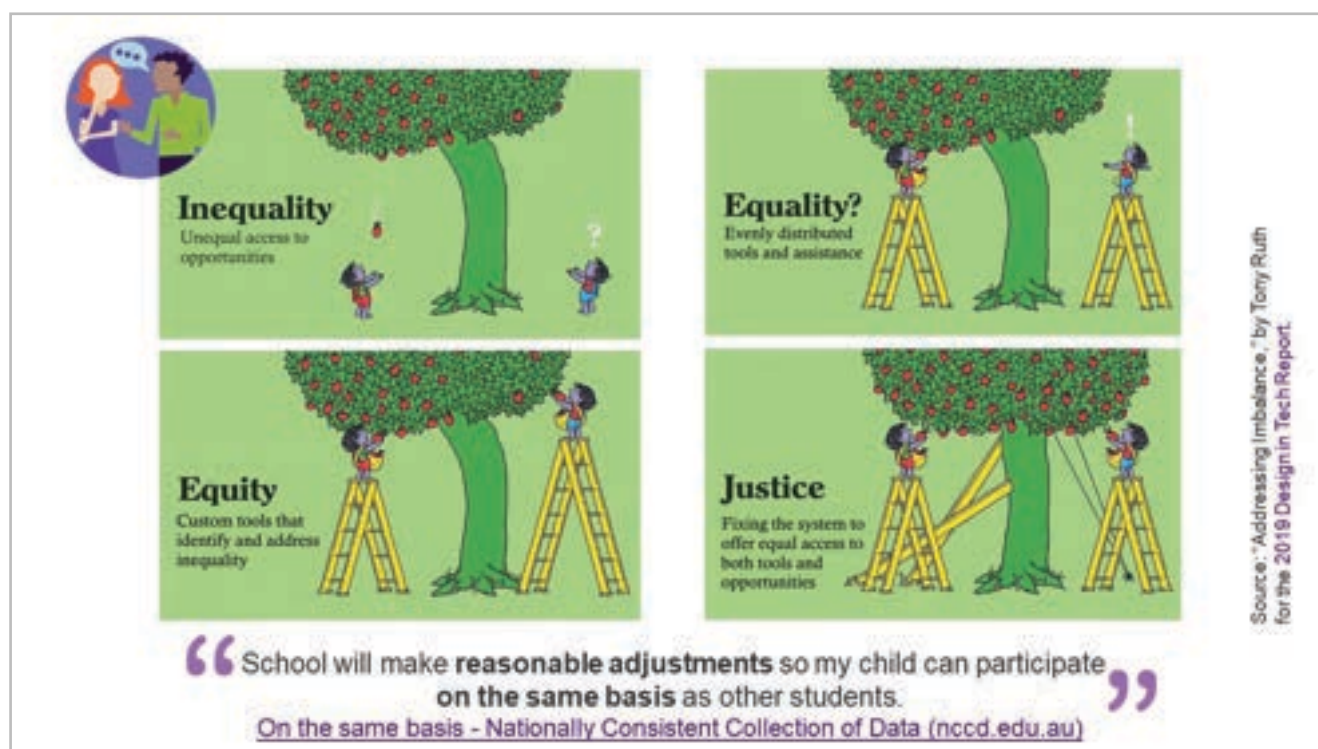 Inequality
Unequal access to
opportunities
?
Equality?
Evenly distributed
tools and assistance
!
Equity
Custom tools that
identify and address
inequality
Justice
Fixing the system to
offer equal access to
both tools and
opportunities
Source: "Addressing Imbalance," by Tony Ruth
for the 2019 Design in Tech Report.
“ School will make reasonable adjustments so my child can participate ”
on the same basis as other students.
On the same basis - Nationally Consistent Collection of Data (nccd.edu.au)